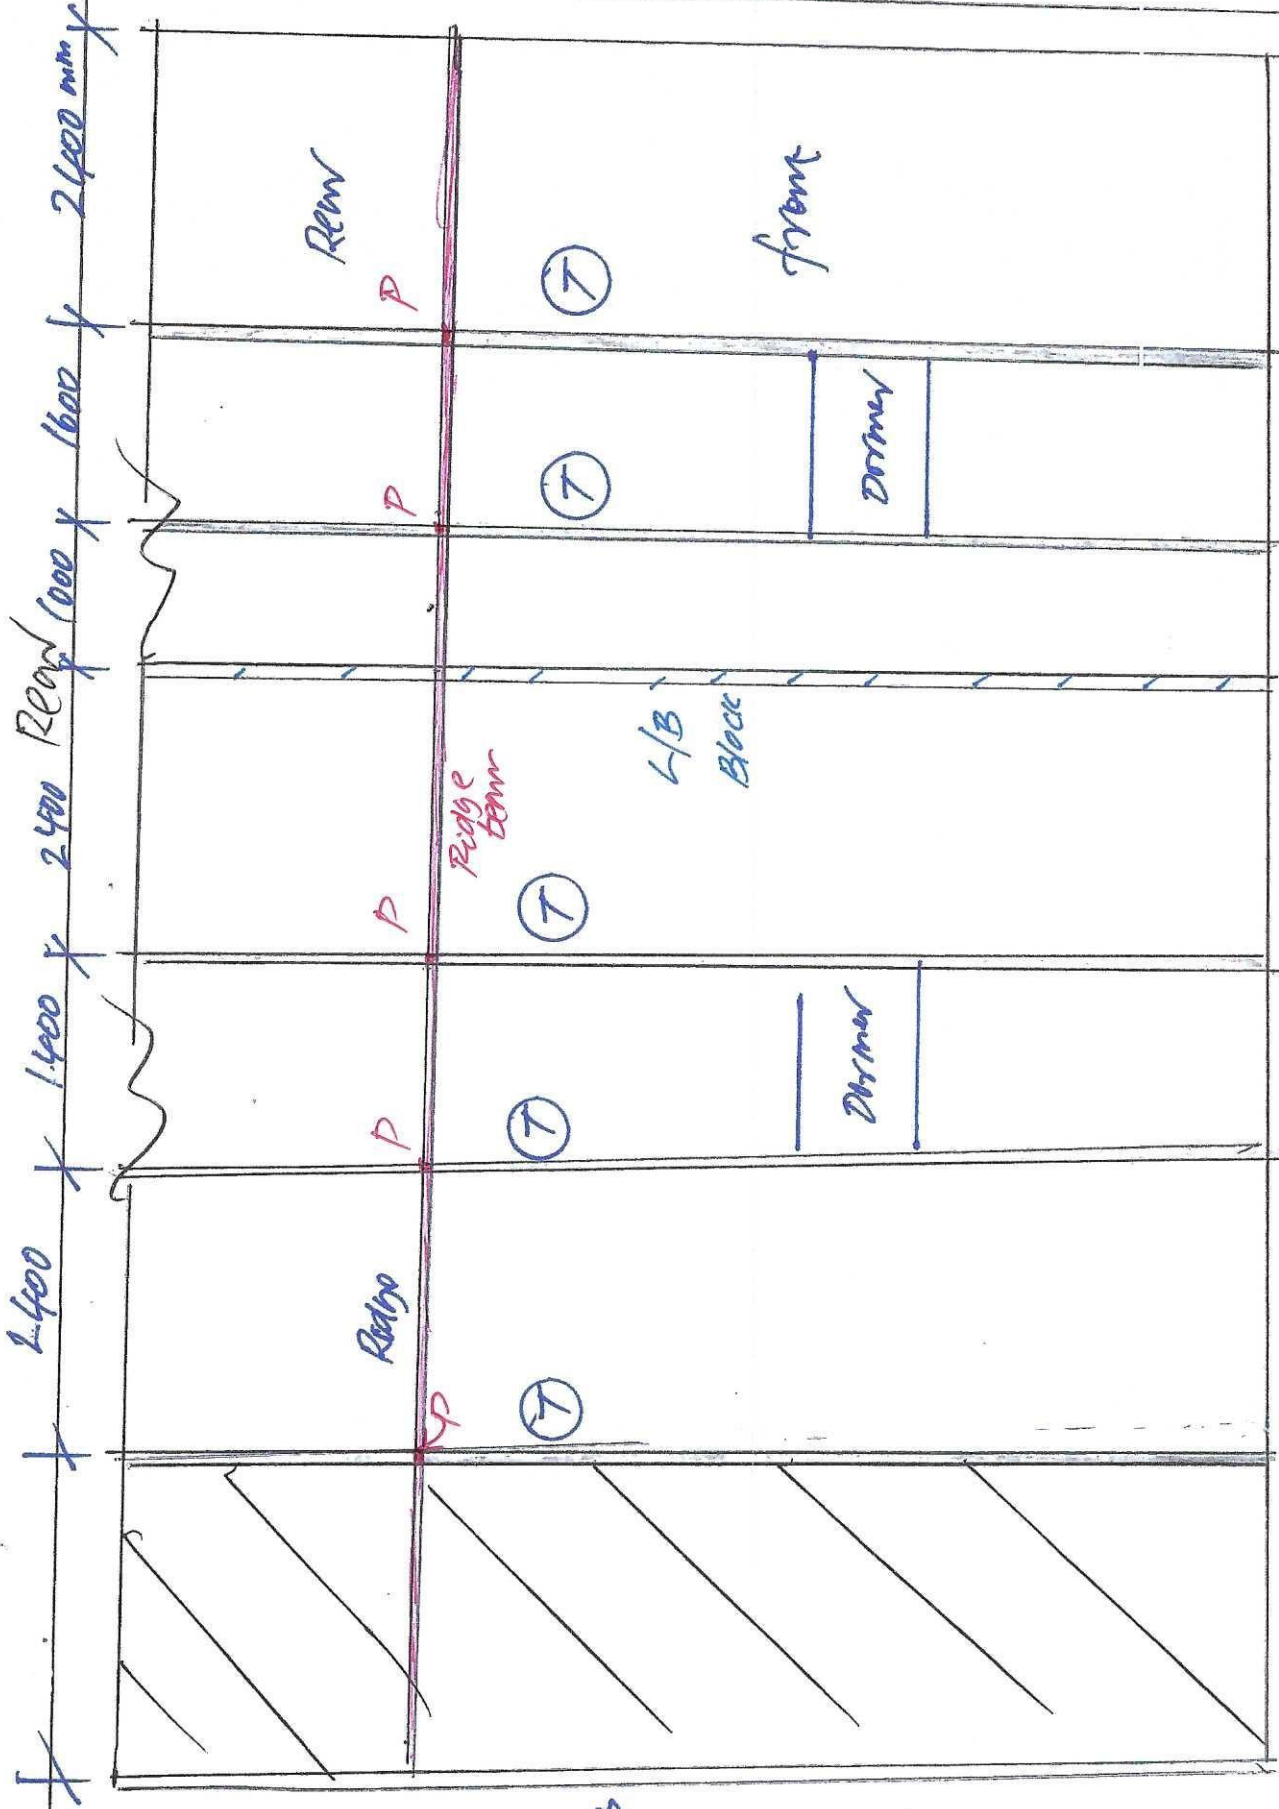 2400
1400
2400
Rear
1000
1600
2400 mm
Ridge
P
P
P
P
P
Rear
Ridge
beam
T
T
T
T
T
L/B
Block
Dormer
Dormer
front